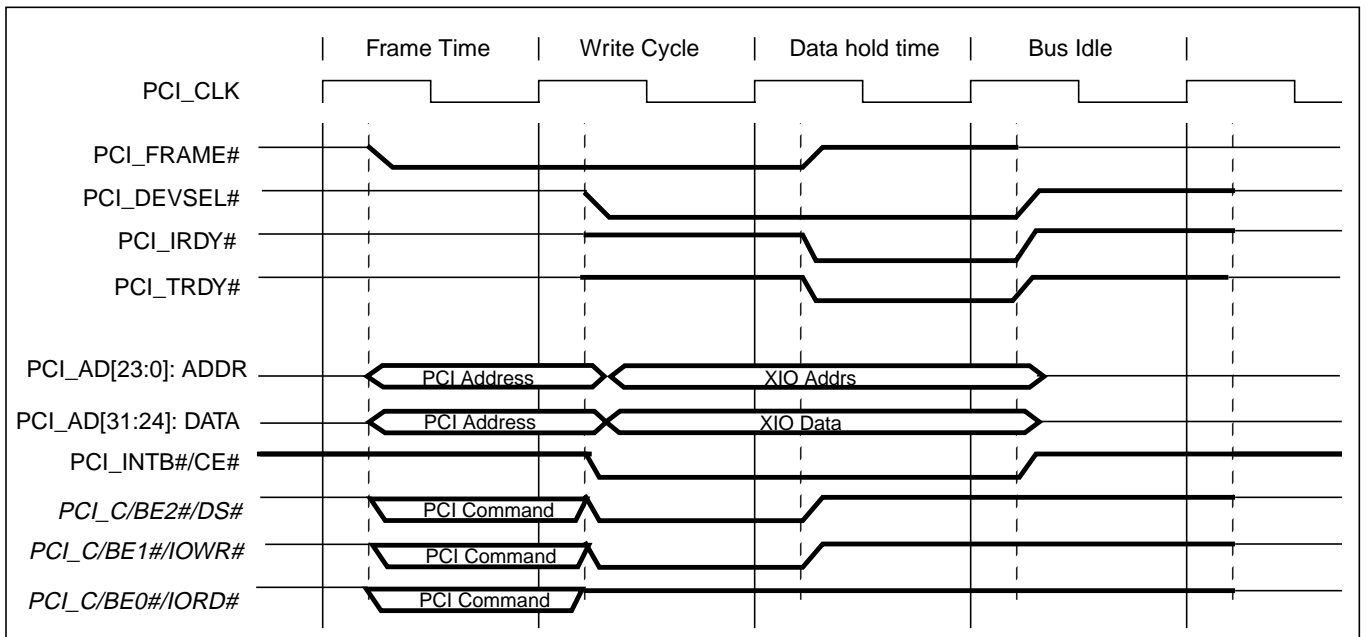 Frame Time Write Cycle Data hold time Bus Idle
PCI_CLK
PCI_FRAME#
PCI_DEVSEL#
PCI_IRDY#
PCI_TRDY#
PCI_AD[23:0]: ADDR PCI Address XIO Addrs
PCI_AD[31:24]: DATA PCI Address XIO Data
PCI_INTB#/CE#
PCI_C/BE2#/DS# PCI Command
PCI_C/BE1#/IOWR# PCI Command
PCI_C/BE0#/IORD# PCI Command